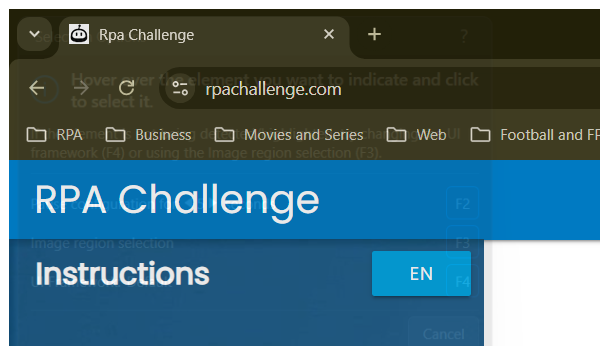 Rpa Challenge
?
Hover over the element you want to indicate and click
to select it.
rpachallenge.com
RPA Business Movies and Series Web Football and FP
framework (F4) or using the Image region selection (F3).
RPA Challenge
F2
Image region selection F3
Instructions EN
F4
Cancel